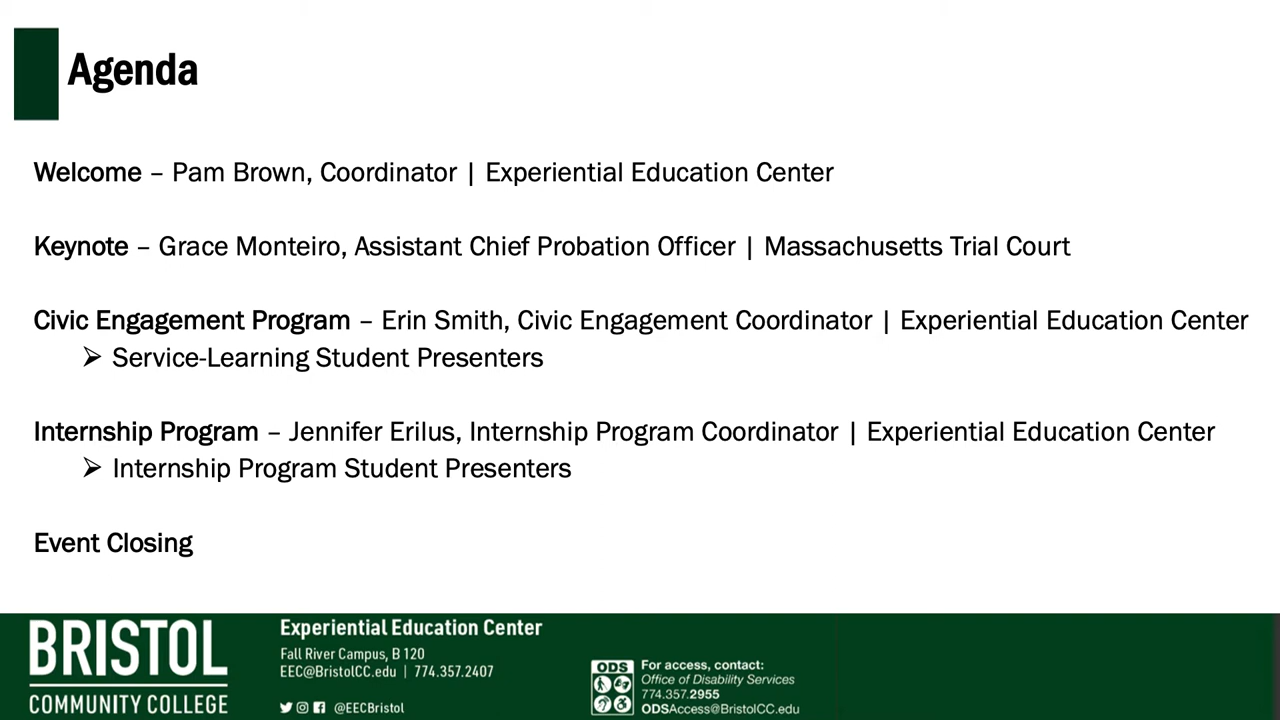 Agenda
Welcome – Pam Brown, Coordinator | Experiential Education Center
Keynote – Grace Monteiro, Assistant Chief Probation Officer | Massachusetts Trial Court
Civic Engagement Program – Erin Smith, Civic Engagement Coordinator | Experiential Education Center
➢ Service-Learning Student Presenters
Internship Program – Jennifer Erilus, Internship Program Coordinator | Experiential Education Center
➢ Internship Program Student Presenters
Event Closing
BRISTOL
COMMUNITY COLLEGE
Experiential Education Center
Fall River Campus, B 120
EEC@BristolCC.edu | 774.357.2407
@EECBristol
ODS
For access, contact:
Office of Disability Services
774.357.2955
ODSAccess@BristolCC.edu